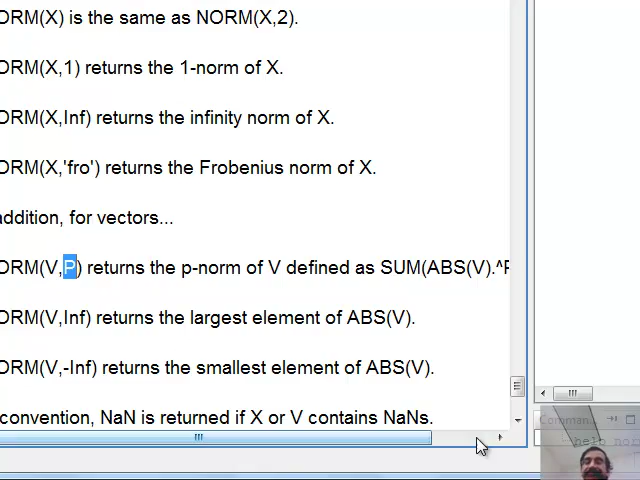 ORM(X) is the same as NORM(X,2).
ORM(X,1) returns the 1-norm of X.
ORM(X,Inf) returns the infinity norm of X.
ORM(X,'fro') returns the Frobenius norm of X.
addition, for vectors...
ORM(V,P) returns the p-norm of V defined as SUM(ABS(V).^P
ORM(V,Inf) returns the largest element of ABS(V).
ORM(V,-Inf) returns the smallest element of ABS(V).
convention, NaN is returned if X or V contains NaNs.
Comman
help nor